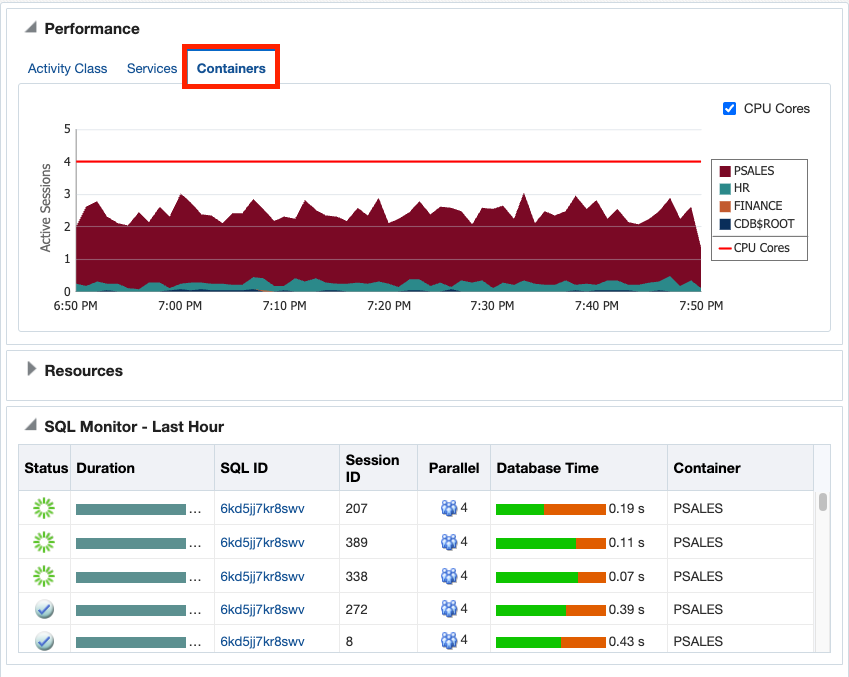 Performance
Activity Class Services Containers
CPU Cores
5
4
3
2
1
0
Active Sessions
6:50 PM 7:00 PM 7:10 PM 7:20 PM 7:30 PM 7:40 PM 7:50 PM
PSALES
HR
FINANCE
CDB$ROOT
CPU Cores
Resources
SQL Monitor - Last Hour
Status Duration SQL ID Session ID Parallel Database Time Container
... 6kd5jj7kr8swv 207 4 0.19 s PSALES
... 6kd5jj7kr8swv 389 4 0.11 s PSALES
... 6kd5jj7kr8swv 338 4 0.07 s PSALES
... 6kd5jj7kr8swv 272 4 0.39 s PSALES
... 6kd5jj7kr8swv 8 4 0.43 s PSALES